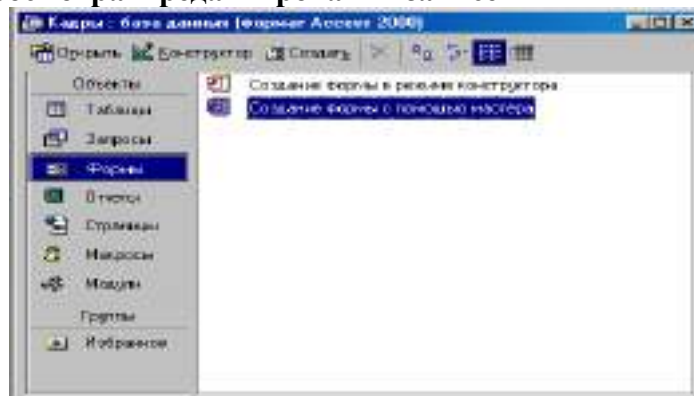 Кадры : база данных (формат Access 2000)
Открыть Конструктор Создать
Объекты
Таблицы
Запросы
Формы
Отчеты
Страницы
Макросы
Модули
Группы
Избранное
Создание формы в режиме конструктора
Создание формы с помощью мастера